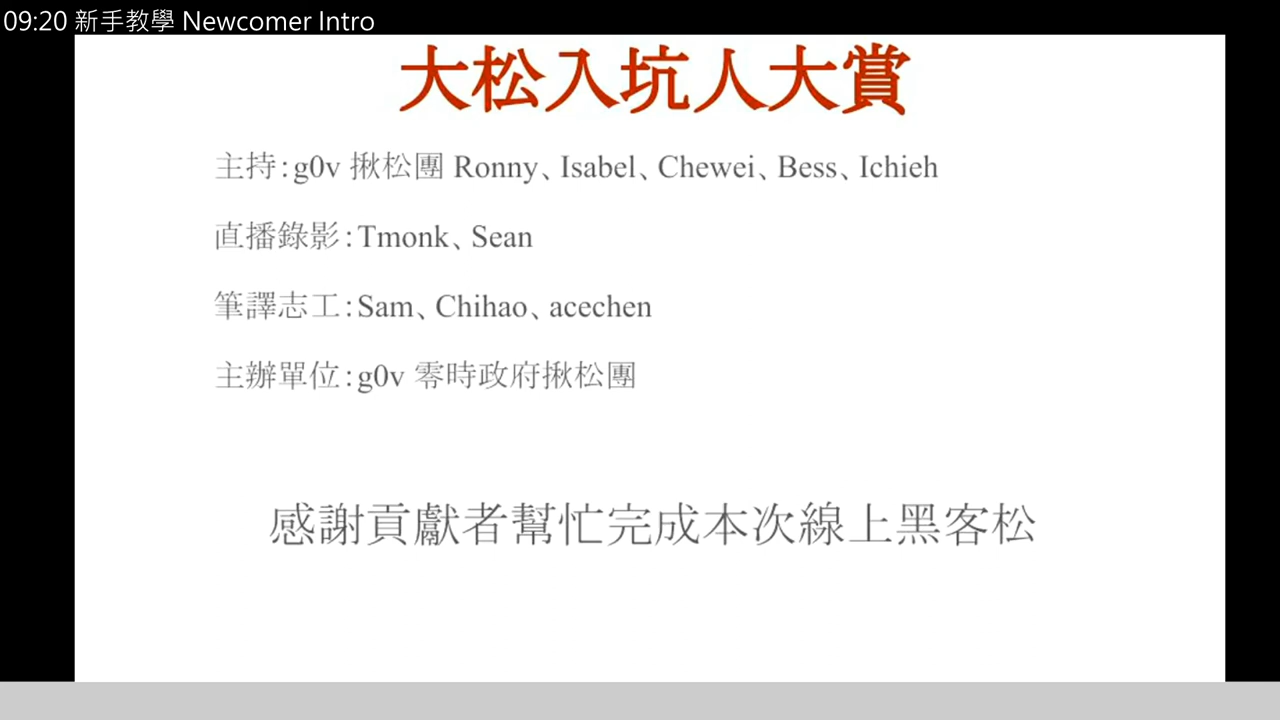 09:20 新手教學 Newcomer Intro
大松入坑人大賞
主持：g0v 揪松團 Ronny、Isabel、Chewei、Bess、Ichieh
直播錄影：Tmonk、Sean
筆譯志工：Sam、Chihao、acechen
主辦單位：g0v 零時政府揪松團
感謝貢獻者幫忙完成本次線上黑客松